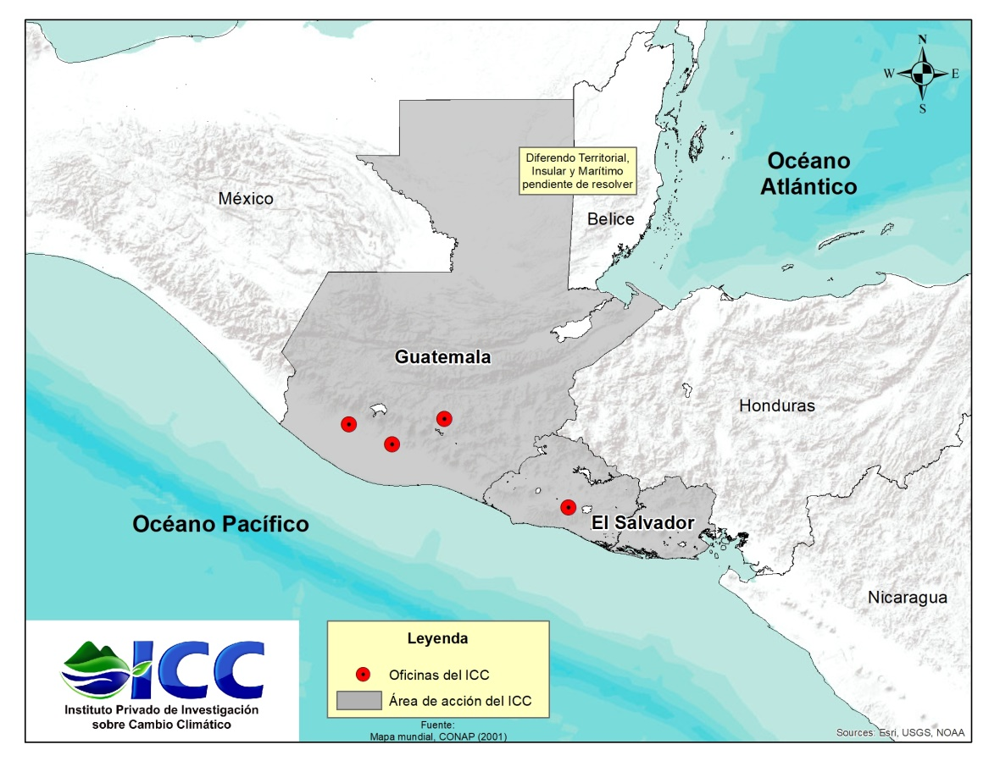 N
W E
S
Océano
Atlántico
Diferendo Territorial,
Insular y Marítimo
pendiente de resolver
México
Belice
Guatemala
Honduras
El Salvador
Océano Pacífico
Nicaragua
ICC
Instituto Privado de Investigación
sobre Cambio Climático
Leyenda
Oficinas del ICC
Área de acción del ICC
Fuente:
Mapa mundial, CONAP (2001)
Sources: Esri, USGS, NOAA